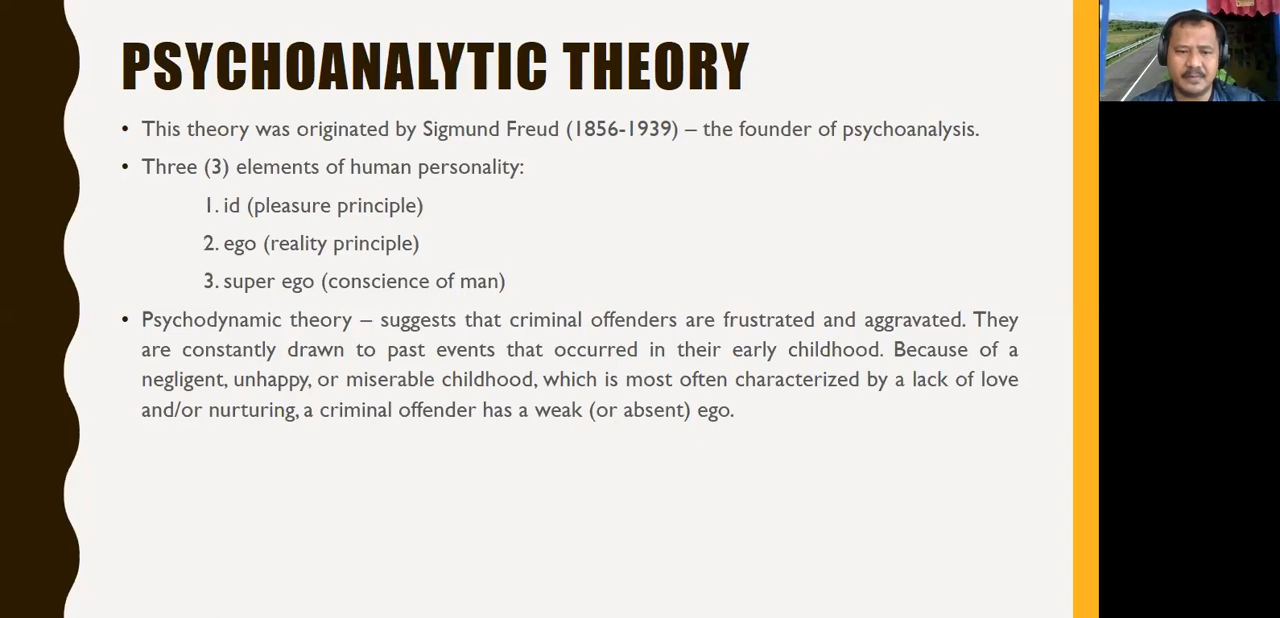 PSYCHOANALYTIC THEORY
• This theory was originated by Sigmund Freud (1856-1939) – the founder of psychoanalysis.
• Three (3) elements of human personality:
1. id (pleasure principle)
2. ego (reality principle)
3. super ego (conscience of man)
• Psychodynamic theory – suggests that criminal offenders are frustrated and aggravated. They
are constantly drawn to past events that occurred in their early childhood. Because of a
negligent, unhappy, or miserable childhood, which is most often characterized by a lack of love
and/or nurturing, a criminal offender has a weak (or absent) ego.